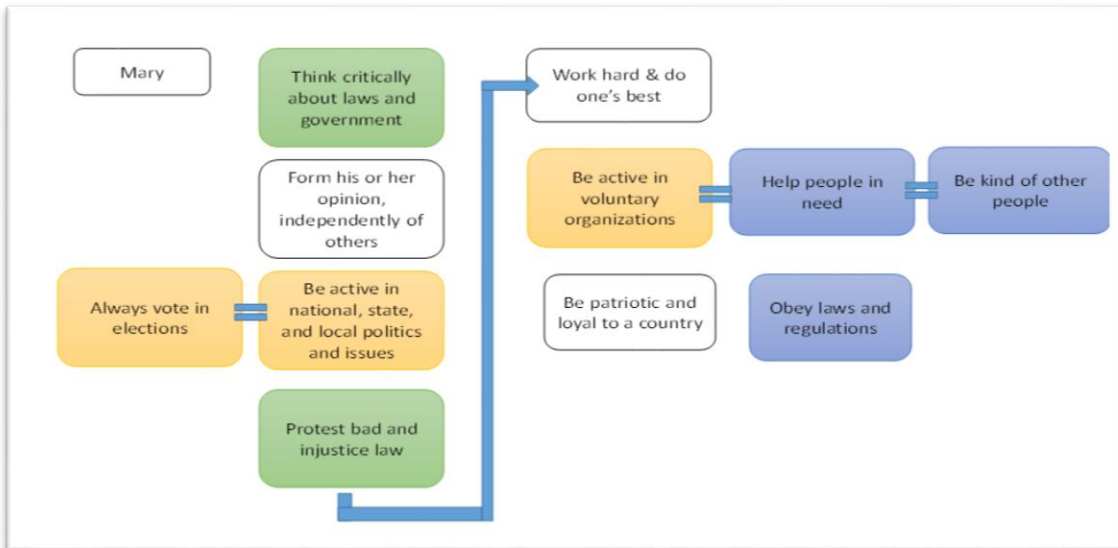 Mary
Think critically
about laws and
government
Form his or her
opinion,
independently of
others
Always vote in
elections
Be active in
national, state,
and local politics
and issues
Protest bad and
injustice law
Work hard & do
one's best
Be active in
voluntary
organizations
Help people in
need
Be kind of other
people
Be patriotic and
loyal to a country
Obey laws and
regulations